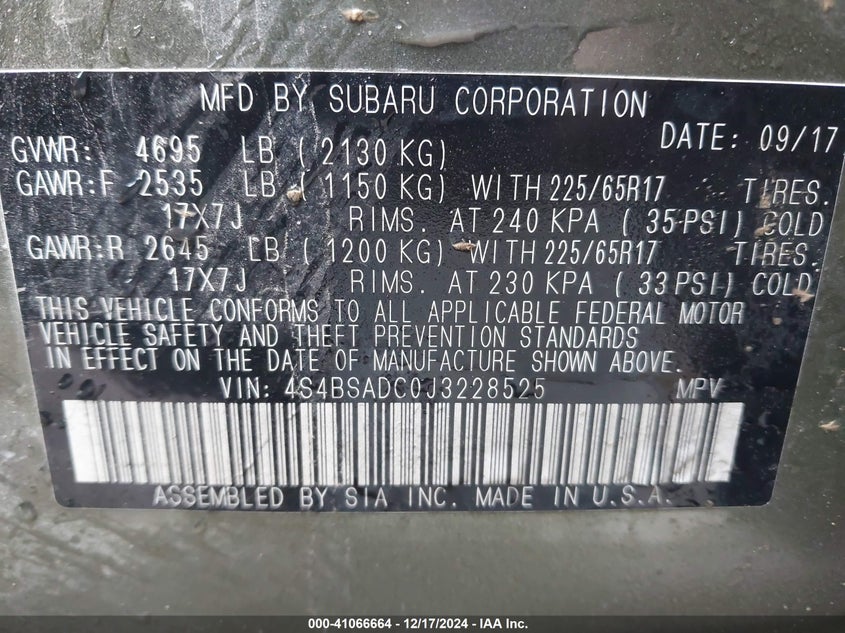 MFD BY SUBARU CORPORATION
DATE: 09/17
GVWR: 4695 LB ( 2130 KG)
GAWR:F 2535 LB ( 1150 KG) WITH 225/65R17 TIRES.
17X7J RIMS. AT 240 KPA ( 35 PSI) COLD
GAWR:R 2645 LB ( 1200 KG) WITH 225/65R17 TIRES.
17X7J RIMS. AT 230 KPA ( 33 PSI) COLD
THIS VEHICLE CONFORMS TO ALL APPLICABLE FEDERAL MOTOR
VEHICLE SAFETY AND THEFT PREVENTION STANDARDS
IN EFFECT ON THE DATE OF MANUFACTURE SHOWN ABOVE.
VIN: 4S4BSADC0J3228525 MPV
ASSEMBLED BY SIA INC. MADE IN U.S.A.
000-41066664 - 12/17/2024 - IAA Inc.